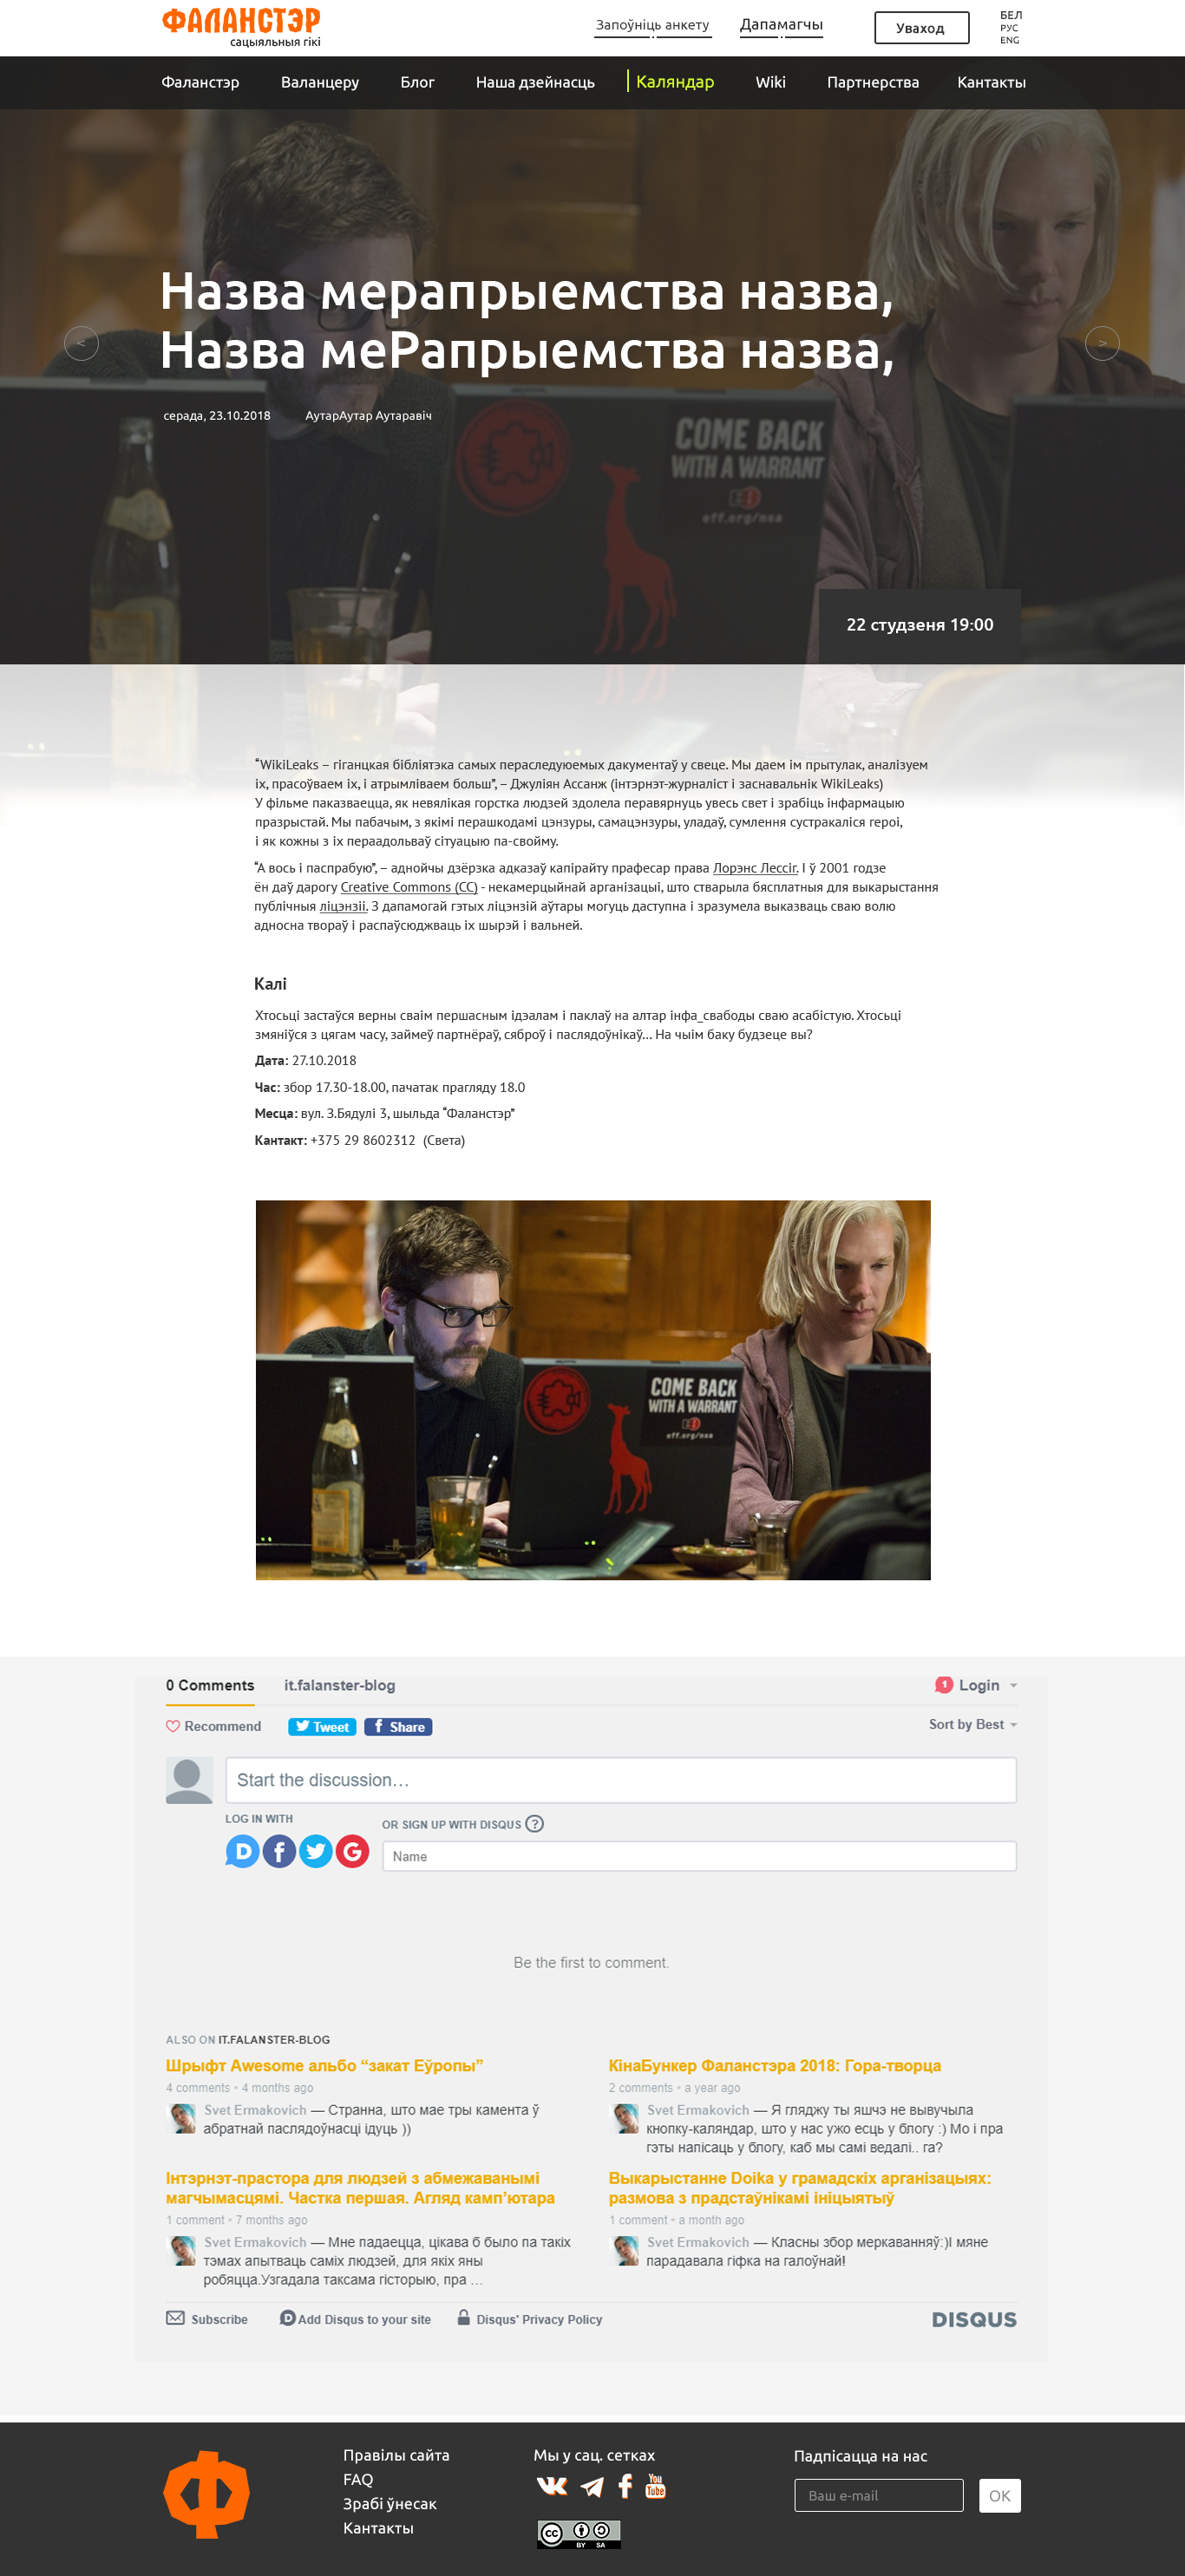 ФАЛАНСТЭР
сацыяльныя гікі
Запоўніць анкету
Дапамагчы
Уваход
БЕЛ
РУС
ENG
Фаланстэр
Валанцеру
Блог
Наша дзейнасць
Каляндар
Wiki
Партнерства
Кантакты
Назва мерапрыемства назва,
Назва меРапрыемства назва,
<
>
серада, 23.10.2018
АутарАутар Аутаравіч
COME BACK
WITH A WARRANT
eff.org/nsa
22 студзеня 19:00
“WikiLeaks – гіганцкая бібліятэка самых пераследуюемых дакументаў у свеце. Мы даем ім прытулак, аналізуем
іх, прасоўваем іх, і атрымліваем больш”, – Джуліян Ассанж (інтэрнэт-журналіст і заснавальнік WikiLeaks)
У фільме паказваецца, як невялікая горстка людзей здолела перавярнуць увесь свет і зрабіць інфармацыю
празрыстай. Мы пабачым, з якімі перашкодамі цэнзуры, самацэнзуры, уладаў, сумлення сустракаліся героі,
і як кожны з іх пераадольваў сітуацыю па-свойму.
“А вось і паспрабую”, – аднойчы дзёрзка адказаў капірайту прафесар права Лорэнс Лессіг. І ў 2001 годзе
ён даў дарогу Creative Commons (CC) - некамерцыйнай арганізацыі, што стварыла бясплатныя для выкарыстання
публічныя ліцэнзіі. З дапамогай гэтых ліцэнзій аўтары могуць даступна і зразумела выказваць сваю волю
адносна твораў і распаўсюджваць іх шырэй і вальней.
Калі
Хтосьці застаўся верны сваім першасным ідэалам і паклаў на алтар інфа_свабоды сваю асабістую. Хтосьці
змяніўся з цягам часу, займеў партнёраў, сяброў і паслядоўнікаў… На чыім баку будзеце вы?
Дата: 27.10.2018
Час: збор 17.30-18.00, пачатак прагляду 18.0
Месца: вул. З.Бядулі 3, шыльда “Фаланстэр”
Кантакт: +375 29 8602312 (Света)
COME BACK
WITH A WARRANT
eff.org/nsa
0 Comments
it.falanster-blog
1
Login
Recommend
Tweet
Share
Sort by Best
Start the discussion…
LOG IN WITH
OR SIGN UP WITH DISQUS ?
Name
Be the first to comment.
ALSO ON IT.FALANSTER-BLOG
Шрыфт Awesome альбо “закат Еўропы”
4 comments • 4 months ago
Svet Ermakovich — Странна, што мае тры камента ў
абратнай паслядоўнасці ідуць ))
КінаБункер Фаланстэра 2018: Гора-творца
2 comments • a year ago
Svet Ermakovich — Я гляджу ты яшчэ не вывучыла
кнопку-каляндар, што у нас ужо есць у блогу :) Мо і пра
гэты напісаць у блогу, каб мы самі ведалі.. га?
Інтэрнэт-прастора для людзей з абмежаванымі
магчымасцямі. Частка першая. Агляд камп’ютара
1 comment • 7 months ago
Svet Ermakovich — Мне падаецца, цікава б было па такіх
тэмах апытваць саміх людзей, для якіх яны
робяцца.Узгадала таксама гісторыю, пра …
Выкарыстанне Doika у грамадскіх арганізацыях:
размова з прадстаўнікамі ініцыятыў
1 comment • a month ago
Svet Ermakovich — Класны збор меркаванняў:)І мяне
парадавала гіфка на галоўнай!
Subscribe
Add Disqus to your site
Disqus' Privacy Policy
DISQUS
Правілы сайта
FAQ
Зрабі ўнесак
Кантакты
Мы у сац. сетках
You
Tube
cc
BY SA
Падпісацца на нас
Ваш e-mail
OK